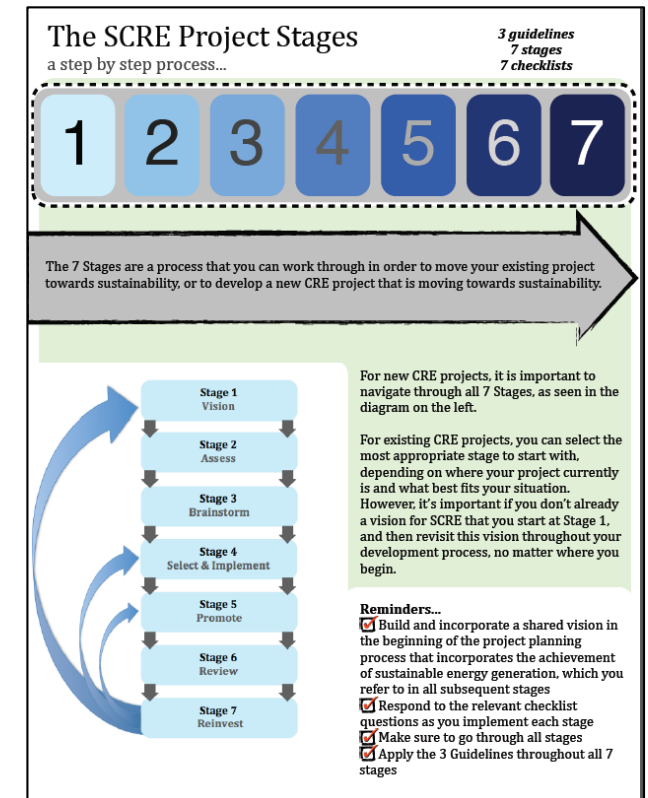 The SCRE Project Stages
a step by step process...
3 guidelines
7 stages
7 checklists
1 2 3 4 5 6 7
The 7 Stages are a process that you can work through in order to move your existing project
towards sustainability, or to develop a new CRE project that is moving towards sustainability.
Stage 1
Vision
Stage 2
Assess
Stage 3
Brainstorm
Stage 4
Select & Implement
Stage 5
Promote
Stage 6
Review
Stage 7
Reinvest
For new CRE projects, it is important to
navigate through all 7 Stages, as seen in the
diagram on the left.
For existing CRE projects, you can select the
most appropriate stage to start with,
depending on where your project currently
is and what best fits your situation.
However, it's important if you don't already
a vision for SCRE that you start at Stage 1,
and then revisit this vision throughout your
development process, no matter where you
begin.
Reminders...
Build and incorporate a shared vision in
the beginning of the project planning
process that incorporates the achievement
of sustainable energy generation, which you
refer to in all subsequent stages
Respond to the relevant checklist
questions as you implement each stage
Make sure to go through all stages
Apply the 3 Guidelines throughout all 7
stages